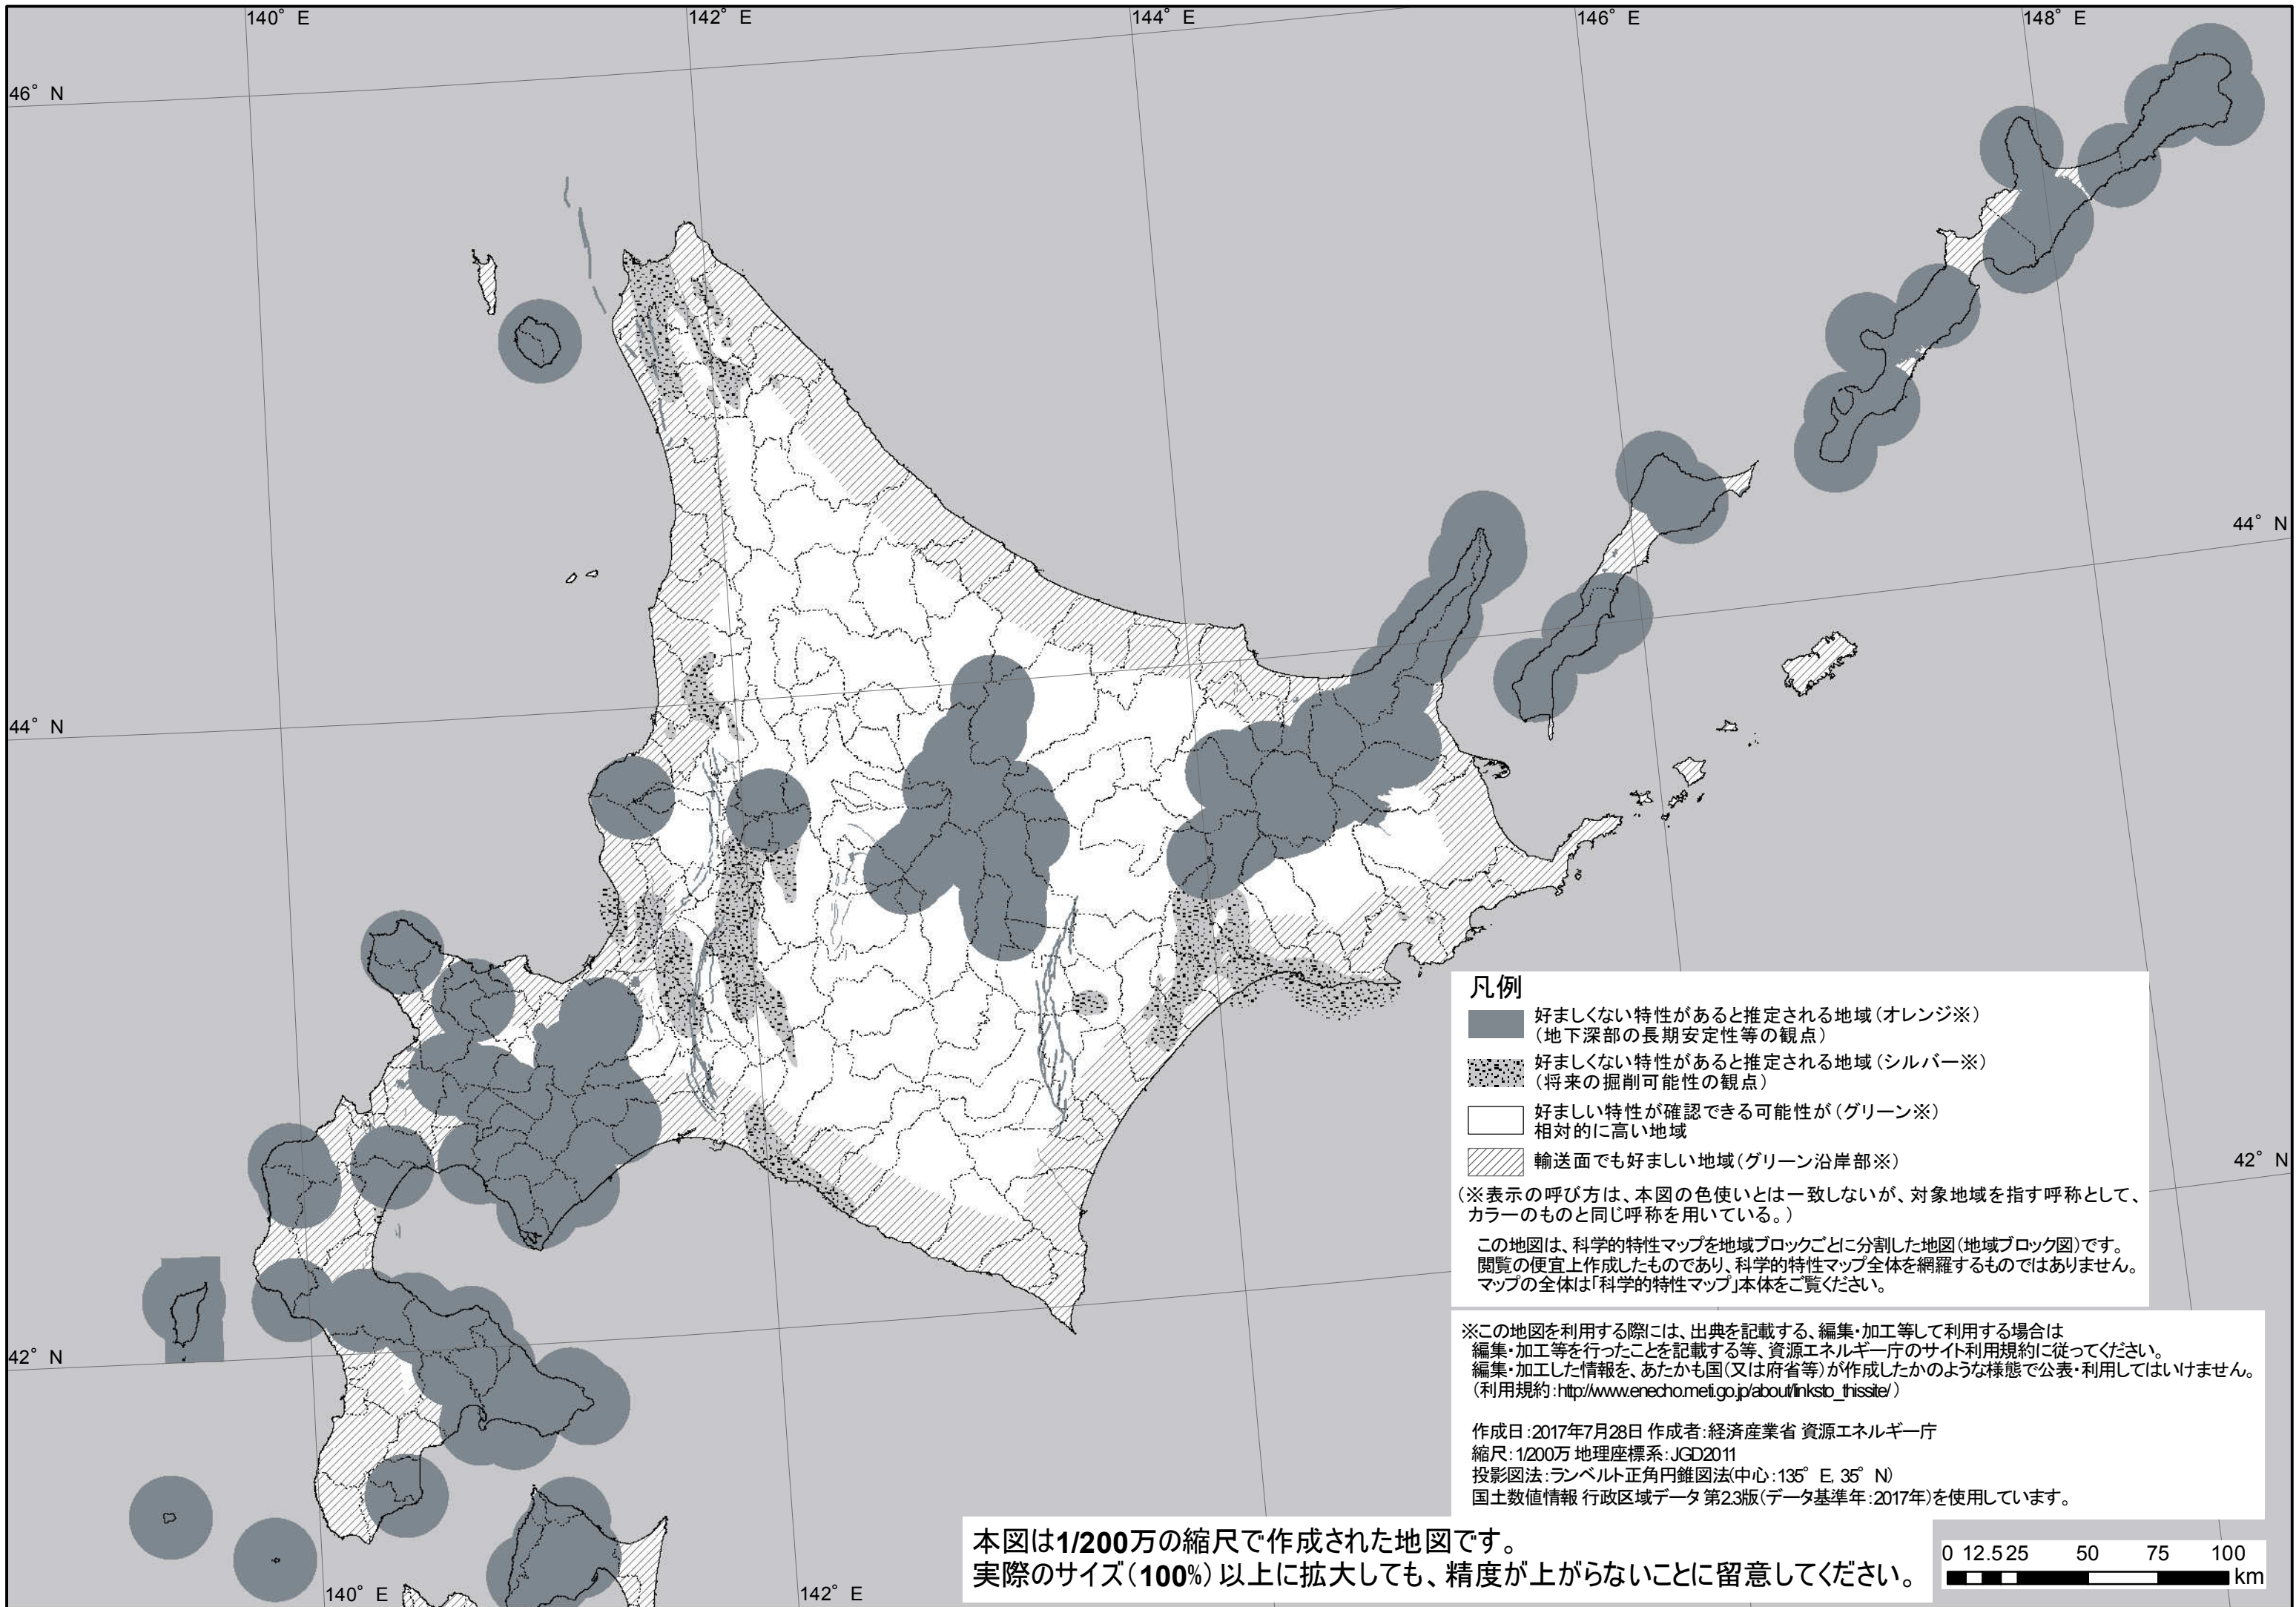 140° E
142° E
144° E
146° E
148° E
46° N
44° N
44° N
42° N
42° N
凡例
好ましくない特性があると推定される地域(オレンジ※)
(地下深部の長期安定性等の観点)
好ましくない特性があると推定される地域(シルバー※)
(将来の掘削可能性の観点)
好ましい特性が確認できる可能性が(グリーン※)
相対的に高い地域
輸送面でも好ましい地域(グリーン沿岸部※)
(※表示の呼び方は、本図の色使いとは一致しないが、対象地域を指す呼称として、
カラーのものと同じ呼称を用いている。)
この地図は、科学的特性マップを地域ブロックごとに分割した地図(地域ブロック図)です。
閲覧の便宜上作成したものであり、科学的特性マップ全体を網羅するものではありません。
マップの全体は「科学的特性マップ」本体をご覧ください。
※この地図を利用する際には、出典を記載する、編集・加工等して利用する場合は
編集・加工等を行ったことを記載する等、資源エネルギー庁のサイト利用規約に従ってください。
編集・加工した情報を、あたかも国(又は府省等)が作成したかのような様態で公表・利用してはいけません。
(利用規約:http://www.enecho.meti.go.jp/about/linksto_thissite/)
作成日:2017年7月28日 作成者:経済産業省 資源エネルギー庁
縮尺:1/200万 地理座標系:JGD2011
投影図法:ランベルト正角円錐図法(中心:135° E, 35° N)
国土数値情報 行政区域データ 第2.3版(データ基準年:2017年)を使用しています。
本図は1/200万の縮尺で作成された地図です。
実際のサイズ(100%)以上に拡大しても、精度が上がらないことに留意してください。
0 12.5 25 50 75 100
km
140° E
142° E